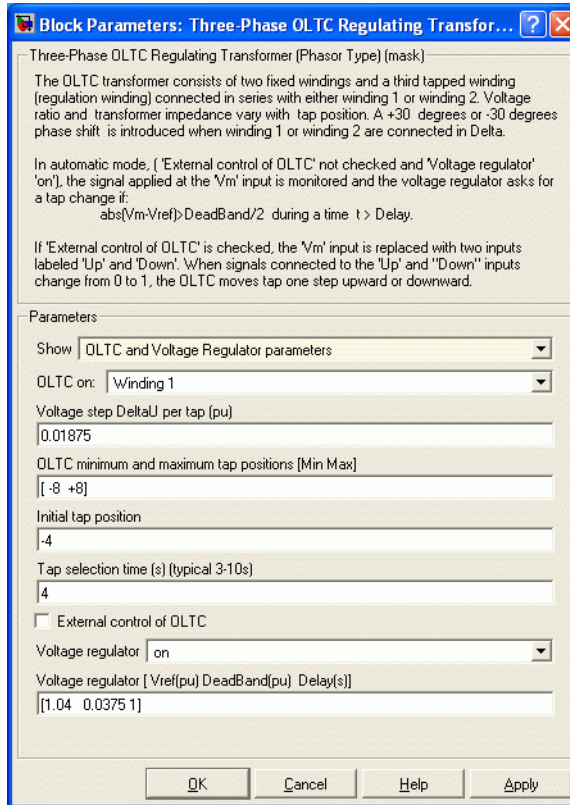 Block Parameters: Three-Phase OLTC Regulating Transfor...
Three-Phase OLTC Regulating Transformer (Phasor Type) (mask)
The OLTC transformer consists of two fixed windings and a third tapped winding
(regulation winding) connected in series with either winding 1 or winding 2. Voltage
ratio and transformer impedance vary with tap position. A +30 degrees or -30 degrees
phase shift is introduced when winding 1 or winding 2 are connected in Delta.
In automatic mode, ( 'External control of OLTC' not checked and 'Voltage regulator'
'on'), the signal applied at the 'Vm' input is monitored and the voltage regulator asks for
a tap change if:
abs(Vm-Vref)>DeadBand/2 during a time t > Delay.
If 'External control of OLTC' is checked, the 'Vm' input is replaced with two inputs
labeled 'Up' and 'Down'. When signals connected to the 'Up' and "Down" inputs
change from 0 to 1, the OLTC moves tap one step upward or downward.
Parameters
Show OLTC and Voltage Regulator parameters
OLTC on: Winding 1
Voltage step DeltaU per tap (pu)
0.01875
OLTC minimum and maximum tap positions [Min Max]
[ -8 +8]
Initial tap position
-4
Tap selection time (s) (typical 3-10s)
4
External control of OLTC
Voltage regulator on
Voltage regulator [ Vref(pu) DeadBand(pu) Delay(s)]
[1.04 0.0375 1]
OK Cancel Help Apply